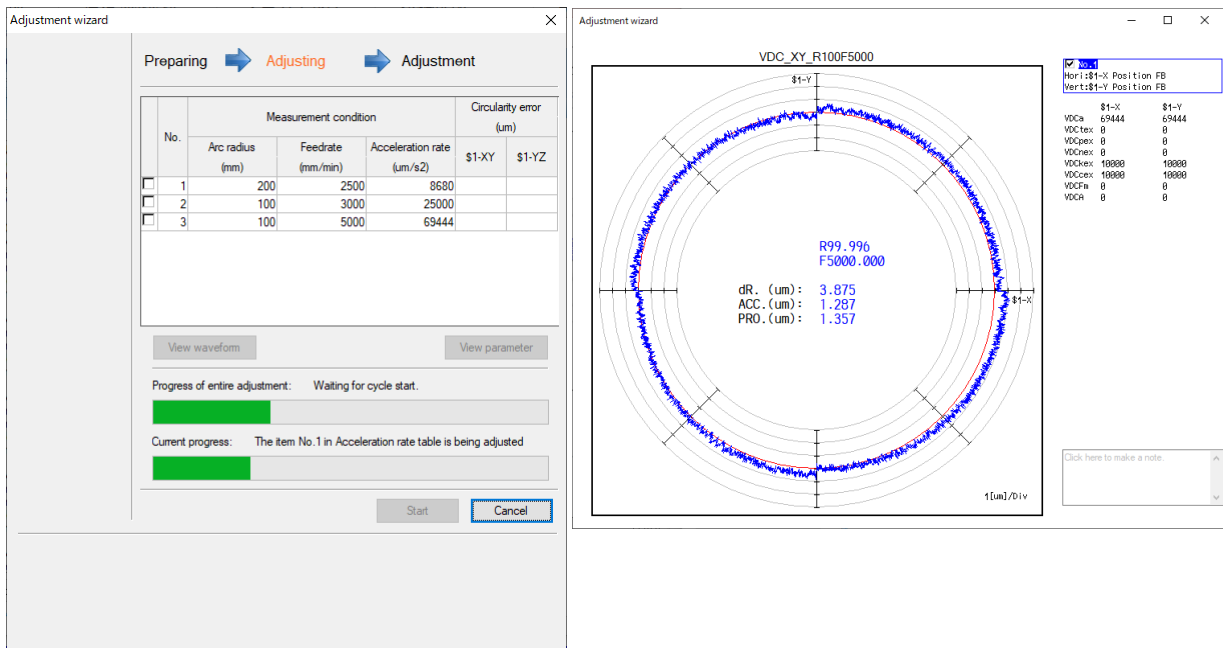 Adjustment wizard
Preparing Adjusting Adjustment
No. Measurement condition Circularity error (um)
Arc radius (mm) Feedrate (mm/min) Acceleration rate (um/s2) $1-XY $1-YZ
1 200 2500 8680
2 100 3000 25000
3 100 5000 69444
View waveform View parameter
Progress of entire adjustment: Waiting for cycle start.
Current progress: The item No.1 in Acceleration rate table is being adjusted
Start Cancel
Adjustment wizard
VDC_XY_R100F5000
$1-Y
R99.996
F5000.000
dR. (um): 3.875
ACC.(um): 1.287
PRO.(um): 1.357
$1-X
1[um]/Div
No.1
Hori:$1-X Position FB
Vert:$1-Y Position FB
$1-X $1-Y
VDCa 69444 69444
VDCtex 0 0
VDCpex 0 0
VDCnex 0 0
VDCkex 10000 10000
VDCcex 10000 10000
VDCFm 0 0
VDCA 0 0
Click here to make a note.